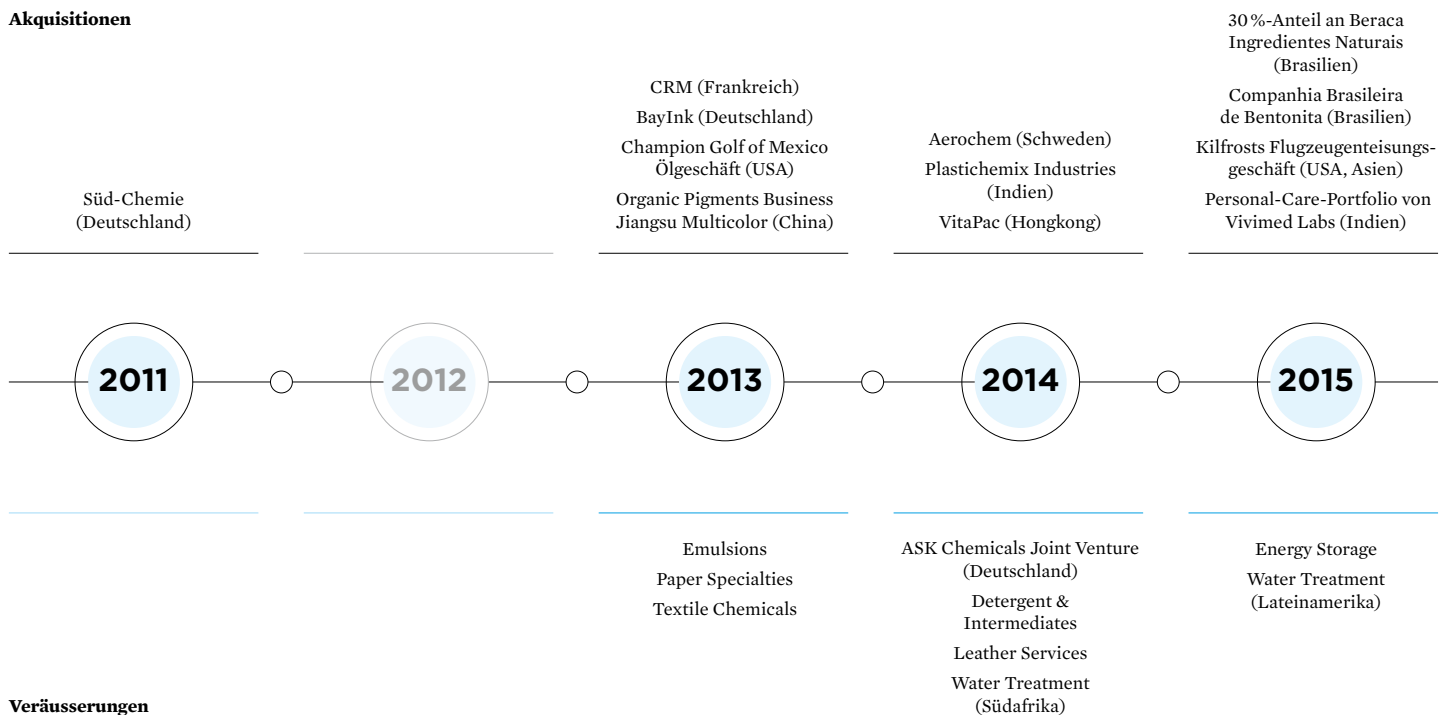 Akquisitionen
Süd-Chemie
(Deutschland)
CRM (Frankreich)
BayInk (Deutschland)
Champion Golf of Mexico
Ölgeschäft (USA)
Organic Pigments Business
Jiangsu Multicolor (China)
Aerochem (Schweden)
Plastichemix Industries
(Indien)
VitaPac (Hongkong)
30 %-Anteil an Beraca
Ingredientes Naturais
(Brasilien)
Companhia Brasileira
de Bentonita (Brasilien)
Kilfrosts Flugzeugenteisungs-
geschäft (USA, Asien)
Personal-Care-Portfolio von
Vivimed Labs (Indien)
2011
2012
2013
2014
2015
Emulsions
Paper Specialties
Textile Chemicals
ASK Chemicals Joint Venture
(Deutschland)
Detergent &
Intermediates
Leather Services
Water Treatment
(Südafrika)
Energy Storage
Water Treatment
(Lateinamerika)
Veräusserungen